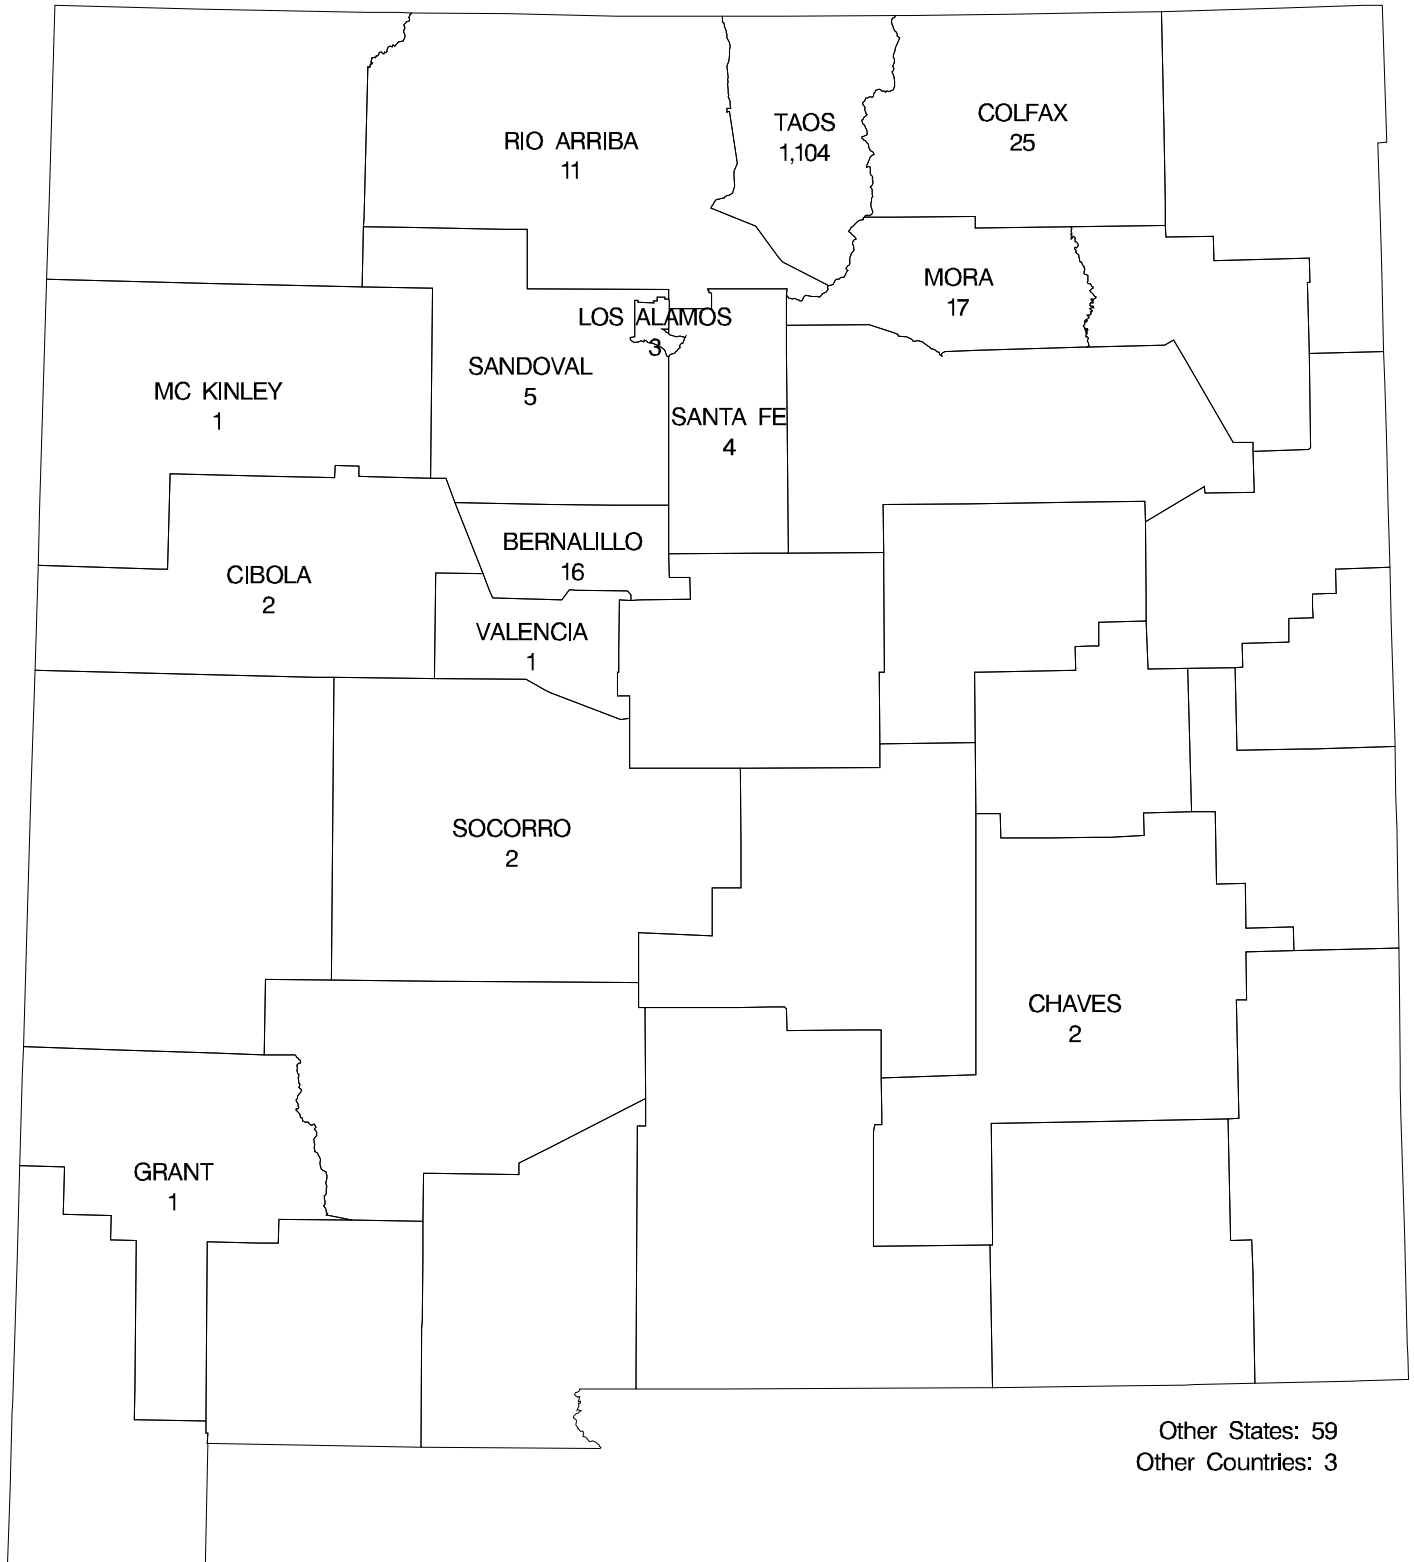 TAOS
1,104
COLFAX
25
RIO ARRIBA
11
MORA
17
LOS ALAMOS
3
SANDOVAL
5
MC KINLEY
1
SANTA FE
4
BERNALILLO
16
CIBOLA
2
VALENCIA
1
SOCORRO
2
CHAVES
2
GRANT
1
Other States: 59
Other Countries: 3